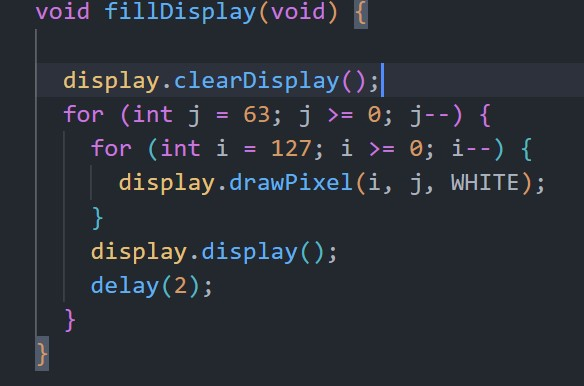 void fillDisplay(void) {
display.clearDisplay();
for (int j = 63; j >= 0; j--) {
for (int i = 127; i >= 0; i--) {
display.drawPixel(i, j, WHITE);
}
display.display();
delay(2);
}
}